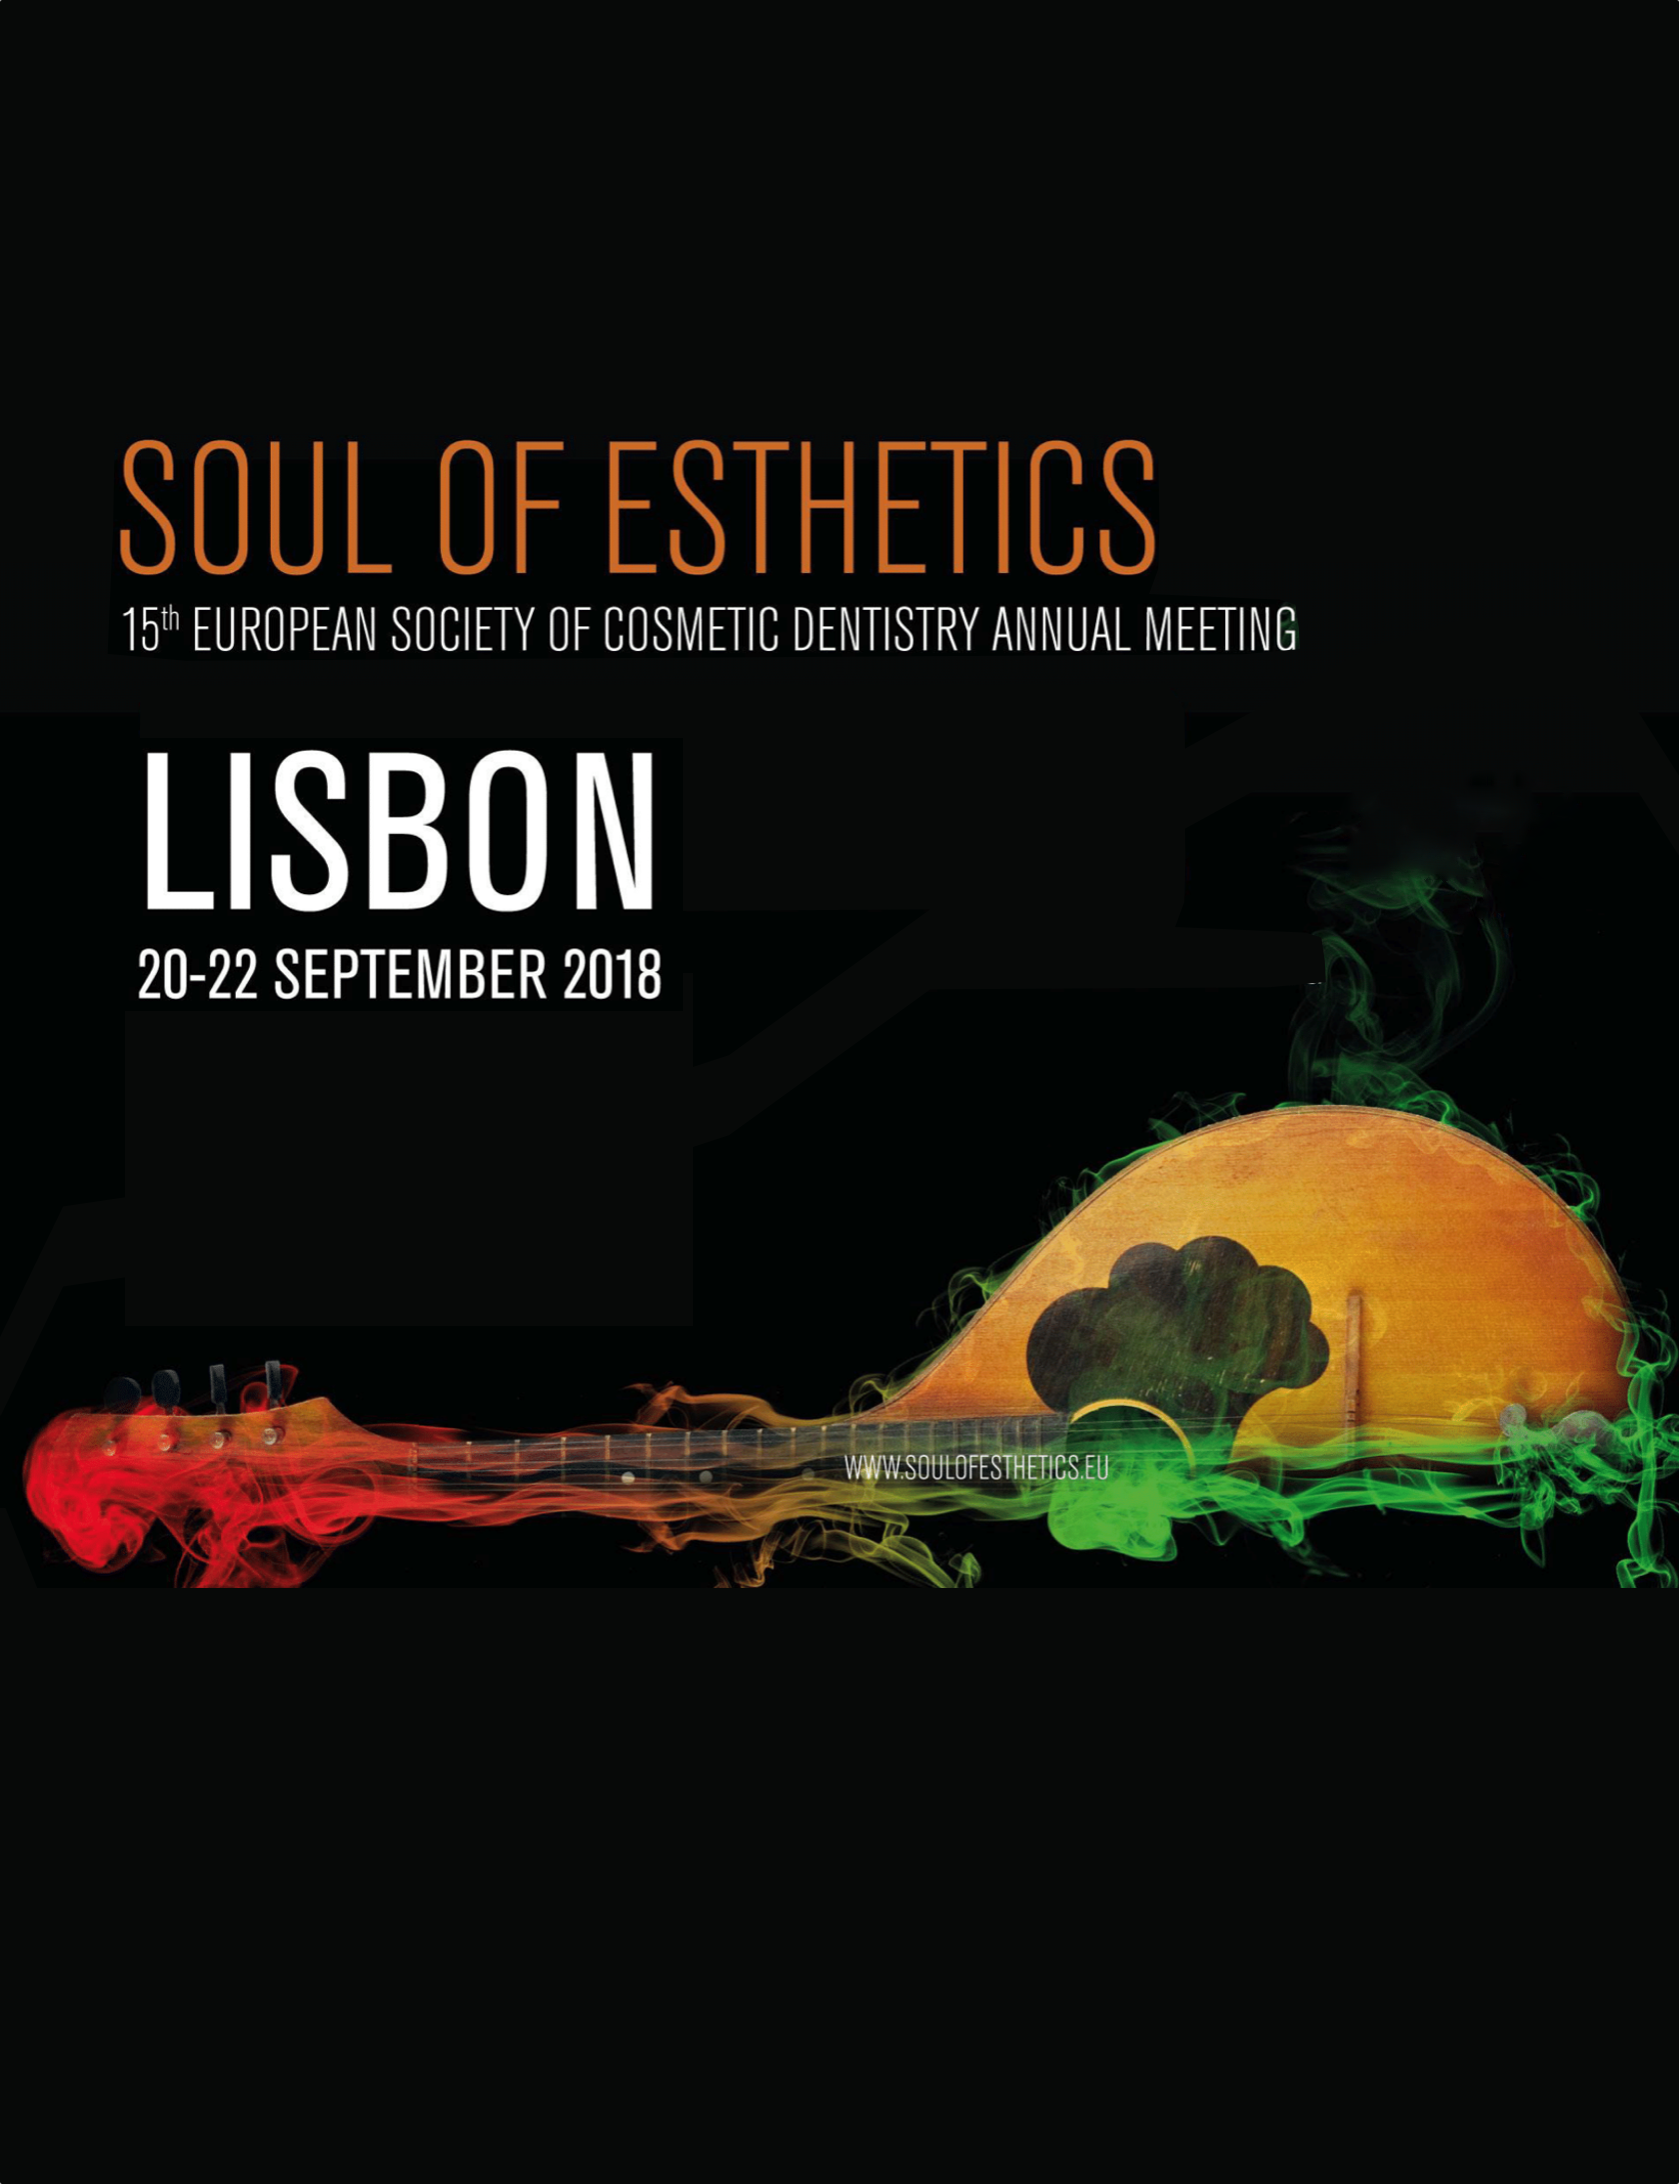 SOUL OF ESTHETICS
15th EUROPEAN SOCIETY OF COSMETIC DENTISTRY ANNUAL MEETING
LISBON
20-22 SEPTEMBER 2018
WWW.SOULOFESTHETICS.EU